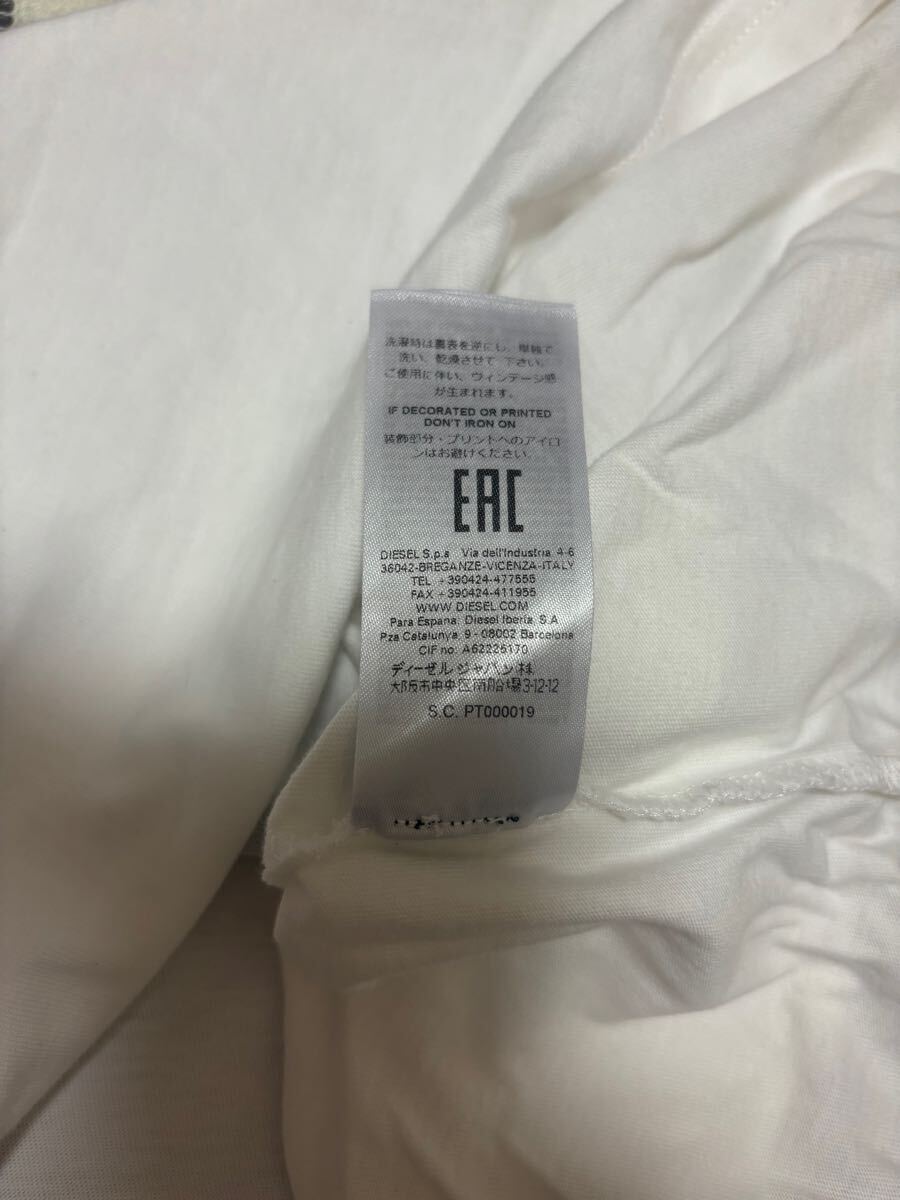 洗濯時は裏表を逆にし、単独で
洗い、乾燥させて 下さい。
ご使用に伴い、ヴィンテージ感
が生まれます。
IF DECORATED OR PRINTED
DON'T IRON ON
装飾部分・プリントへのアイロ
ンはお避けください。
EAC
DIESEL S.p.a Via dell'Industria 4-6
36042-BREGANZE-VICENZA-ITALY
TEL +390424-477555
FAX +390424-411955
WWW DIESEL.COM
Para Espana: Diesel Iberia, S.A
Pza Catalunya, 9 - 08002 Barcelona
CIF no: A62225170
ディーゼルジャパン株
大阪市中央区南船場3-12-12
S.C. PT000019